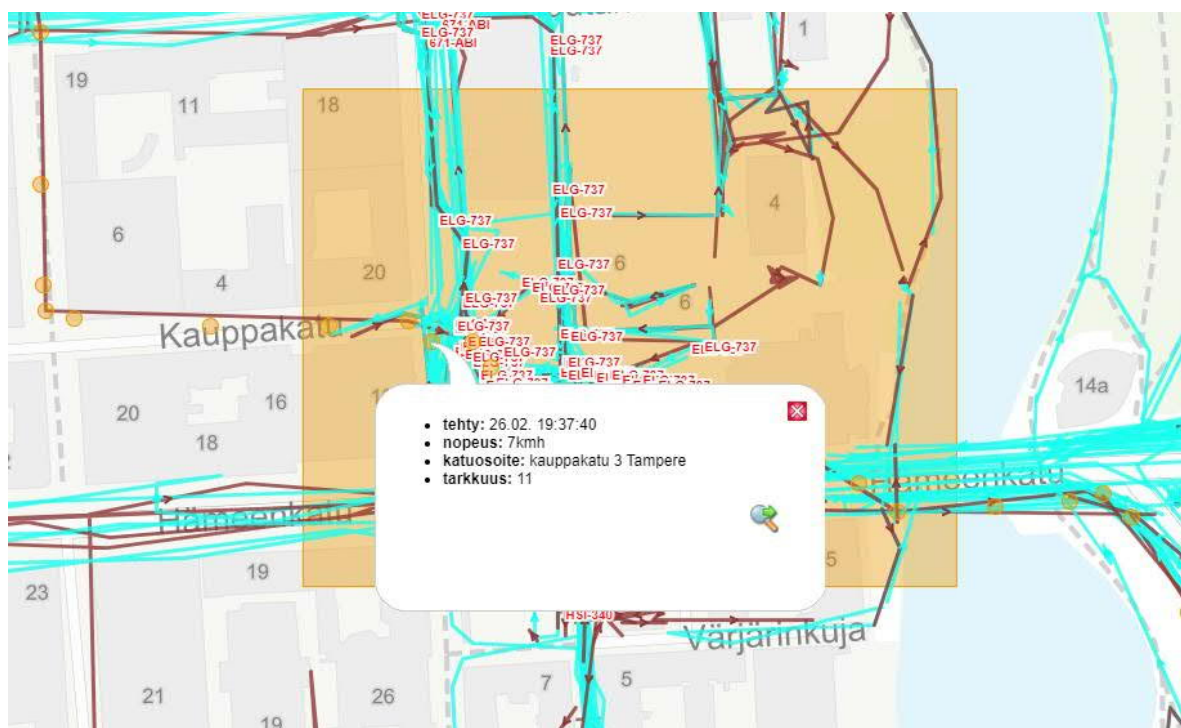 ELG-737
671-ABI
ELG-737
671-ABI
ELG-737
ELG-737
1
19
11
18
ELG-737
4
ELG-737
ELG-737
6
ELG-737
20
4
ELG-737
6
ELG-737
6
ELG-737
ELG-737
Kauppakatu
ELG-737
ELG-737
ELG-737
ELG-737
ELG-737
14a
20
16
18
tehty: 26.02. 19:37:40
nopeus: 7kmh
katuosoite: kauppakatu 3 Tampere
tarkkuus: 11
Hämeenkatu
Hämeenkatu
19
5
23
HSI-340
Värjärinkuja
7
5
21
26
19